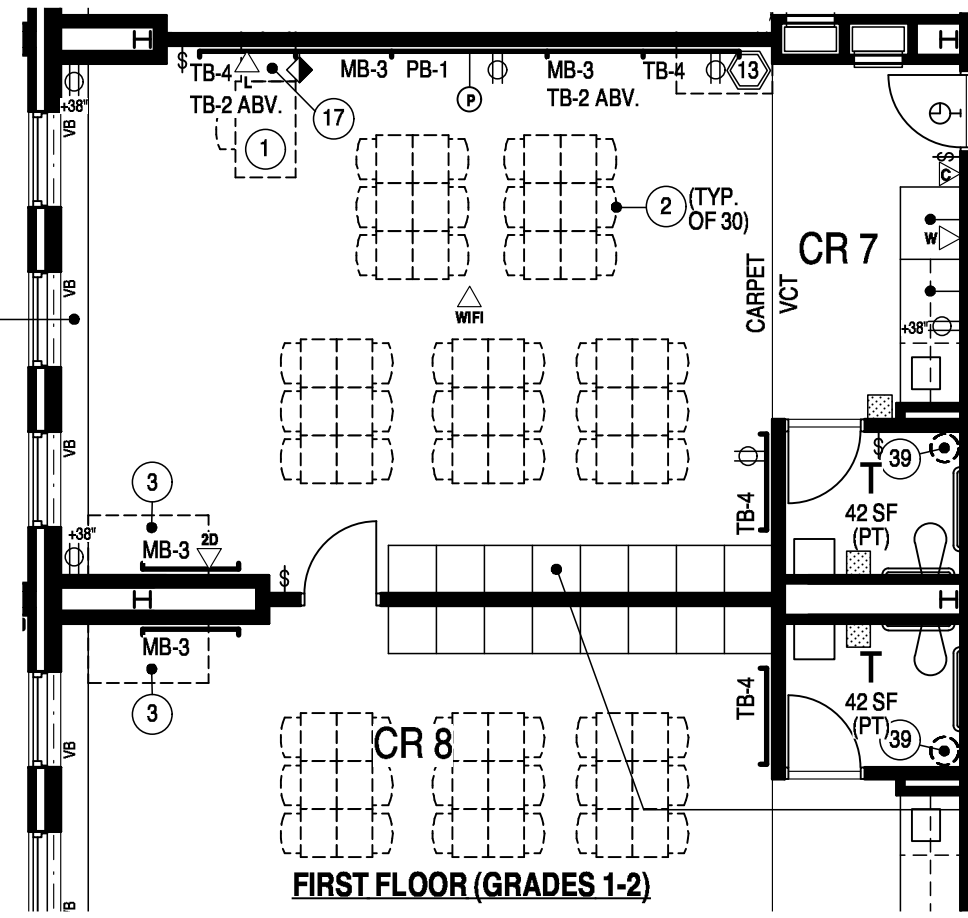 H
H
$
TB-4
L
MB-3
PB-1
MB-3
TB-4
13
TB-2 ABV.
TB-2 ABV.
P
+38"
VB
17
1
2
(TYP.
OF 30)
C
W
CR 7
CARPET
VCT
VB
WIFI
+38"
VB
$
39
T
42 SF
(PT)
TB-4
3
+38"
MB-3
2D
$
H
H
MB-3
3
T
42 SF
(PT)
39
TB-4
VB
CR 8
FIRST FLOOR (GRADES 1-2)
VB